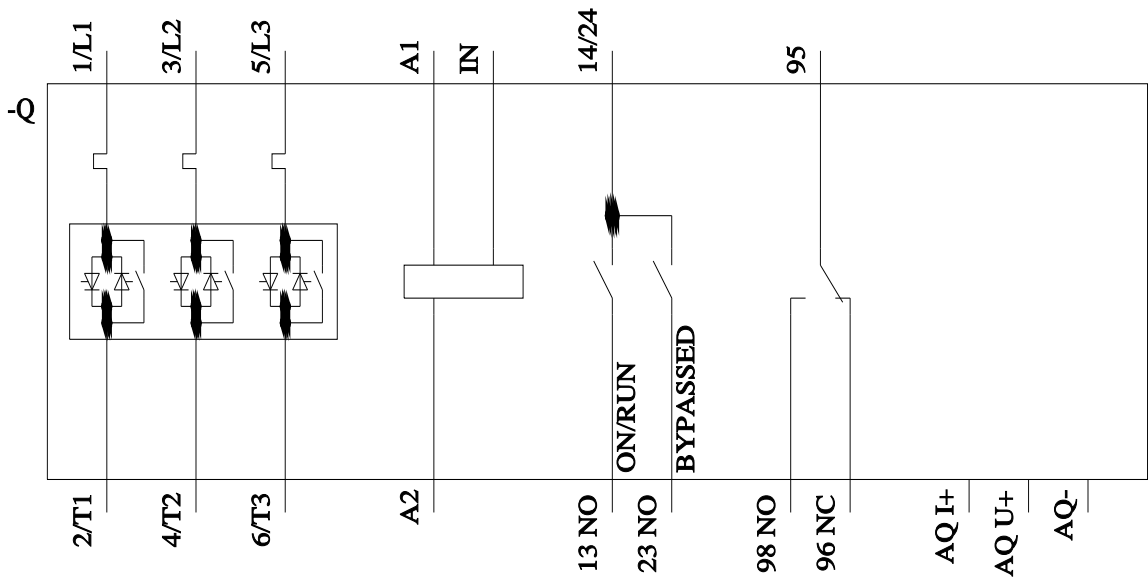 1/L1
3/L2
5/L3
A1
IN
14/24
95
-Q
ON/RUN
BYPASSED
2/T1
4/T2
6/T3
A2
13 NO
23 NO
98 NO
96 NC
AQ I+
AQ U+
AQ-